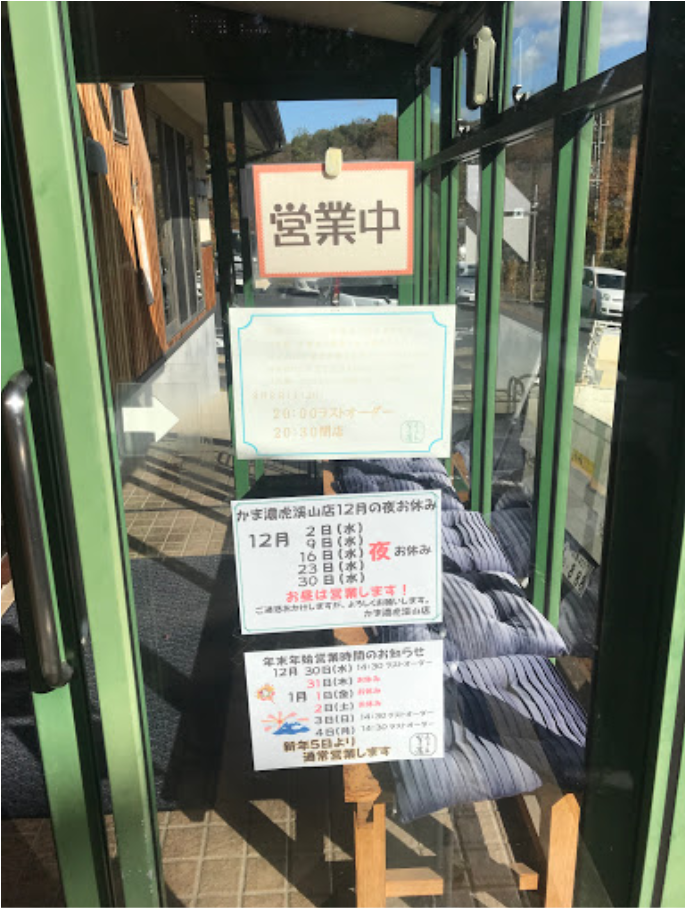 営業中
20:00ラストオーダー
20:30閉店
かま濃虎渓山店12月の夜お休み
12月 2日(水)
9日(水)
16日(水) 夜お休み
23日(水)
30日(水)
お昼は営業します!
ご迷惑おかけしますが、よろしくお願いします。
かま濃虎渓山店
年末年始営業時間のお知らせ
12月 30日(水) 14:30 ラストオーダー
31日(木) お休み
1月 1日(金) お休み
2日(土) お休み
3日(日) 14:30 ラストオーダー
4日(月) 14:30 ラストオーダー
新年5日より
通常営業します